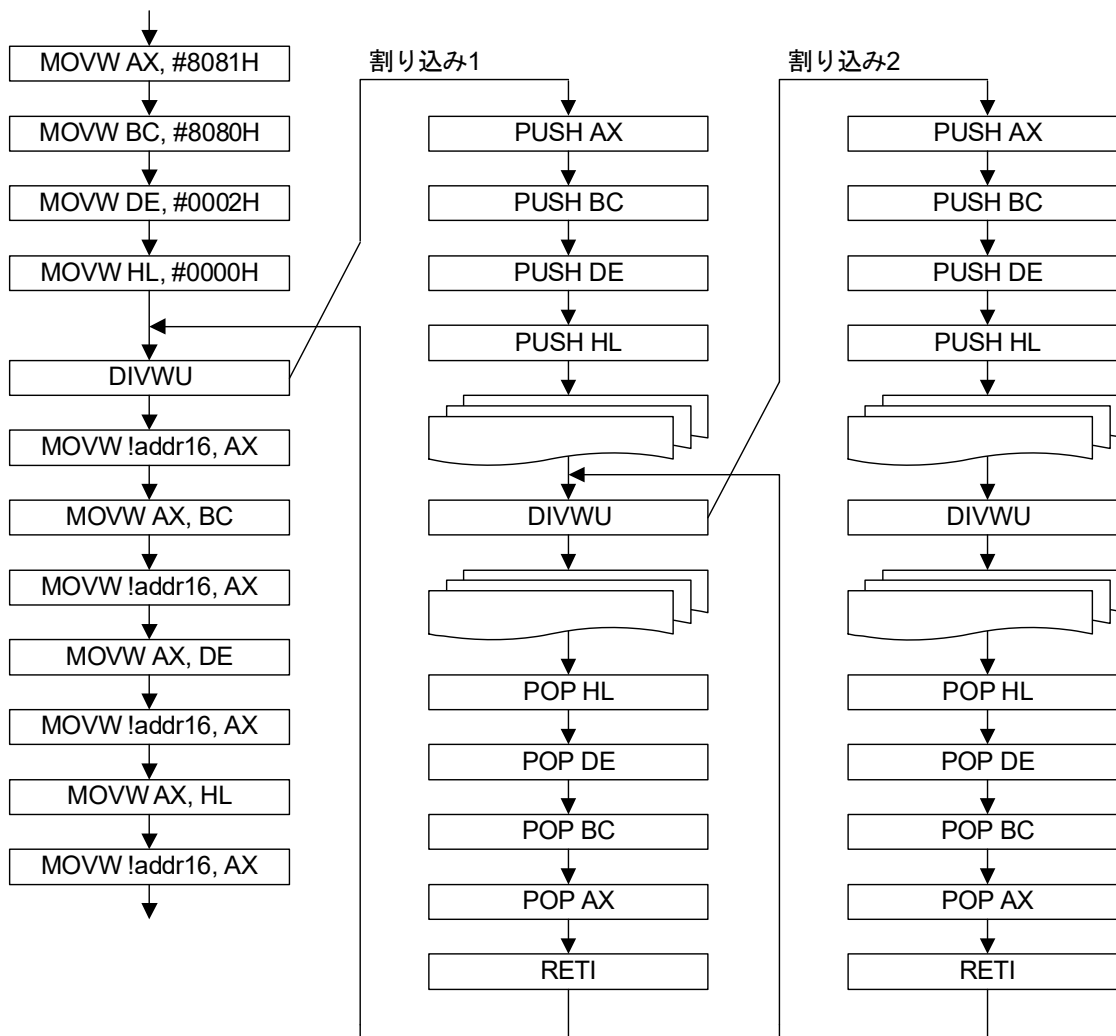 MOVW AX, #8081H
MOVW BC, #8080H
MOVW DE, #0002H
MOVW HL, #0000H
DIVWU
MOVW !addr16, AX
MOVW AX, BC
MOVW !addr16, AX
MOVW AX, DE
MOVW !addr16, AX
MOVW AX, HL
MOVW !addr16, AX
割り込み1
PUSH AX
PUSH BC
PUSH DE
PUSH HL
DIVWU
POP HL
POP DE
POP BC
POP AX
RETI
割り込み2
PUSH AX
PUSH BC
PUSH DE
PUSH HL
DIVWU
POP HL
POP DE
POP BC
POP AX
RETI